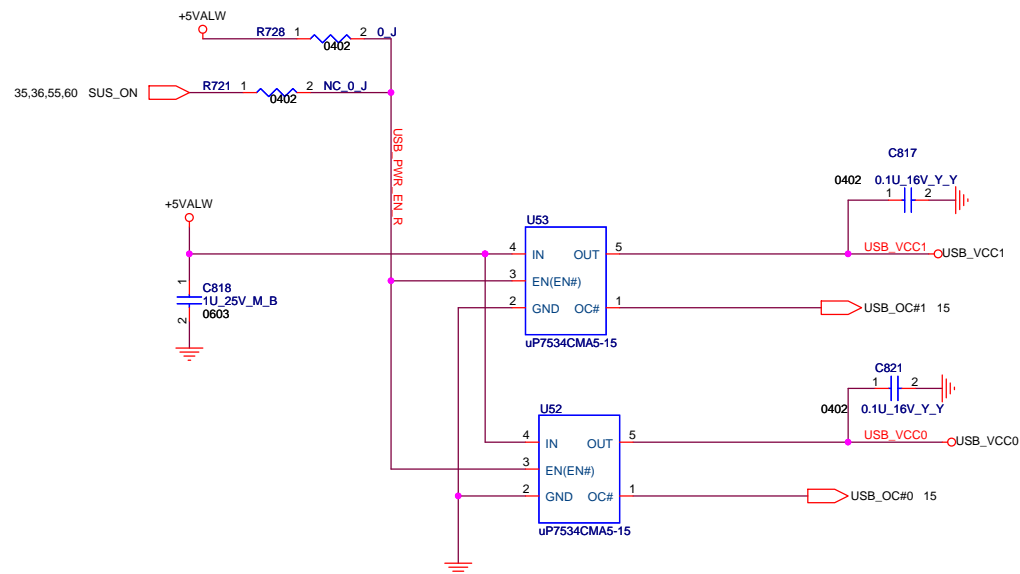 +5VALW
R728 1 2 0_J
0402
35,36,55,60 SUS_ON R721 1 2 NC_0_J
0402
USB_PWR_EN_R
C817
0402 0.1U_16V_Y_Y
1 2
+5VALW
U53
4 IN OUT 5 USB_VCC1 USB_VCC1
3 EN(EN#)
2 GND OC# 1 USB_OC#1 15
uP7534CMA5-15
1 C818
1U_25V_M_B
2 0603
C821
1 2
0402 0.1U_16V_Y_Y
U52
4 IN OUT 5 USB_VCC0 USB_VCC0
3 EN(EN#)
2 GND OC# 1 USB_OC#0 15
uP7534CMA5-15